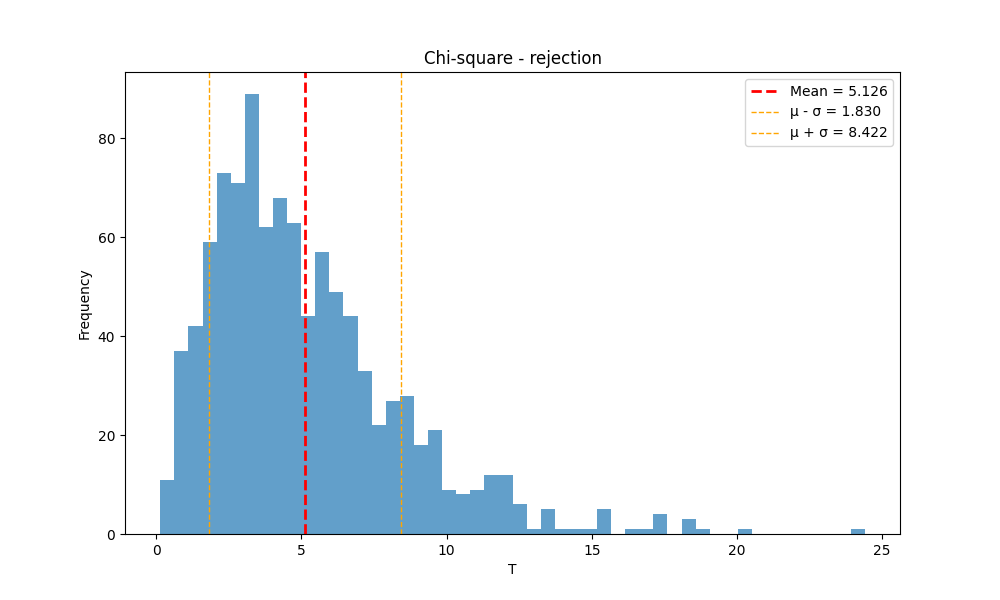 Chi-square - rejection
Mean = 5.126
μ - σ = 1.830
μ + σ = 8.422
Frequency
80
60
40
20
0
0 5 10 15 20 25
T